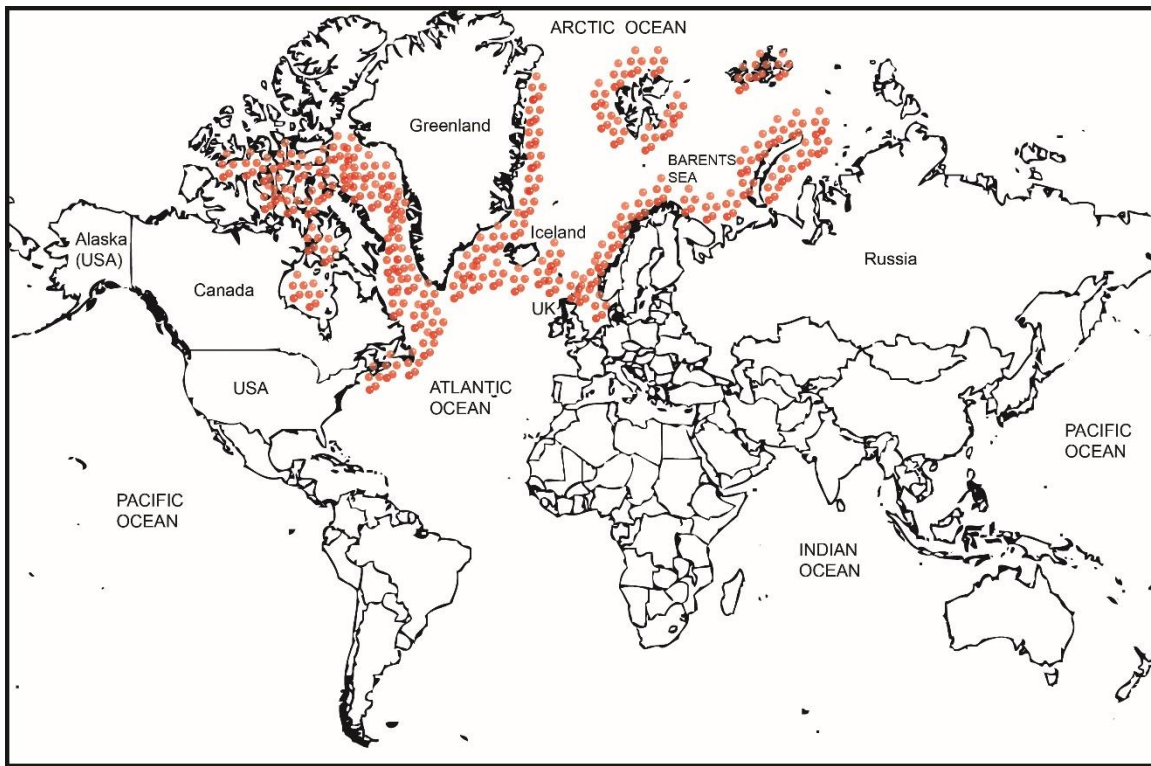 ARCTIC OCEAN
Greenland
BARENTS
SEA
Iceland
Alaska
(USA)
Canada
Russia
UK
USA
ATLANTIC
OCEAN
PACIFIC
OCEAN
PACIFIC
OCEAN
INDIAN
OCEAN